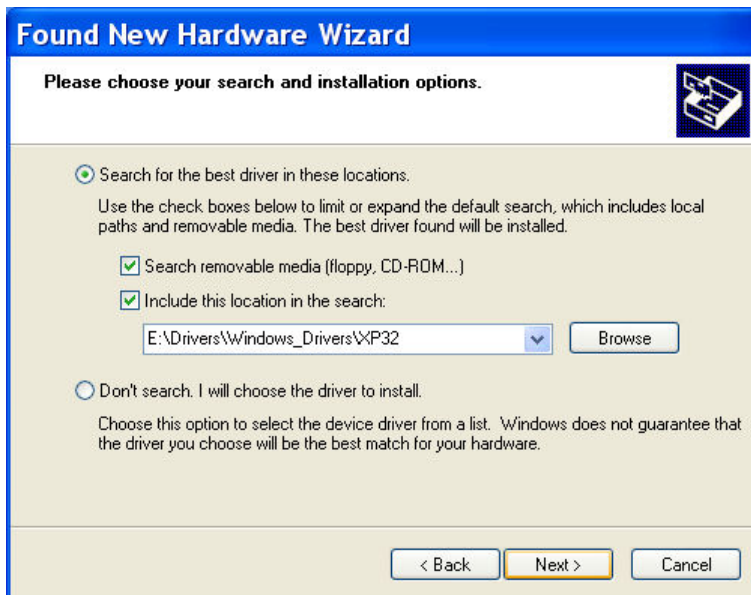 Found New Hardware Wizard
Please choose your search and installation options.
Search for the best driver in these locations.
Use the check boxes below to limit or expand the default search, which includes local
paths and removable media. The best driver found will be installed.
Search removable media (floppy, CD-ROM...)
Include this location in the search:
E:\Drivers\Windows_Drivers\XP32
Browse
Don't search. I will choose the driver to install.
Choose this option to select the device driver from a list. Windows does not guarantee that
the driver you choose will be the best match for your hardware.
< Back Next > Cancel